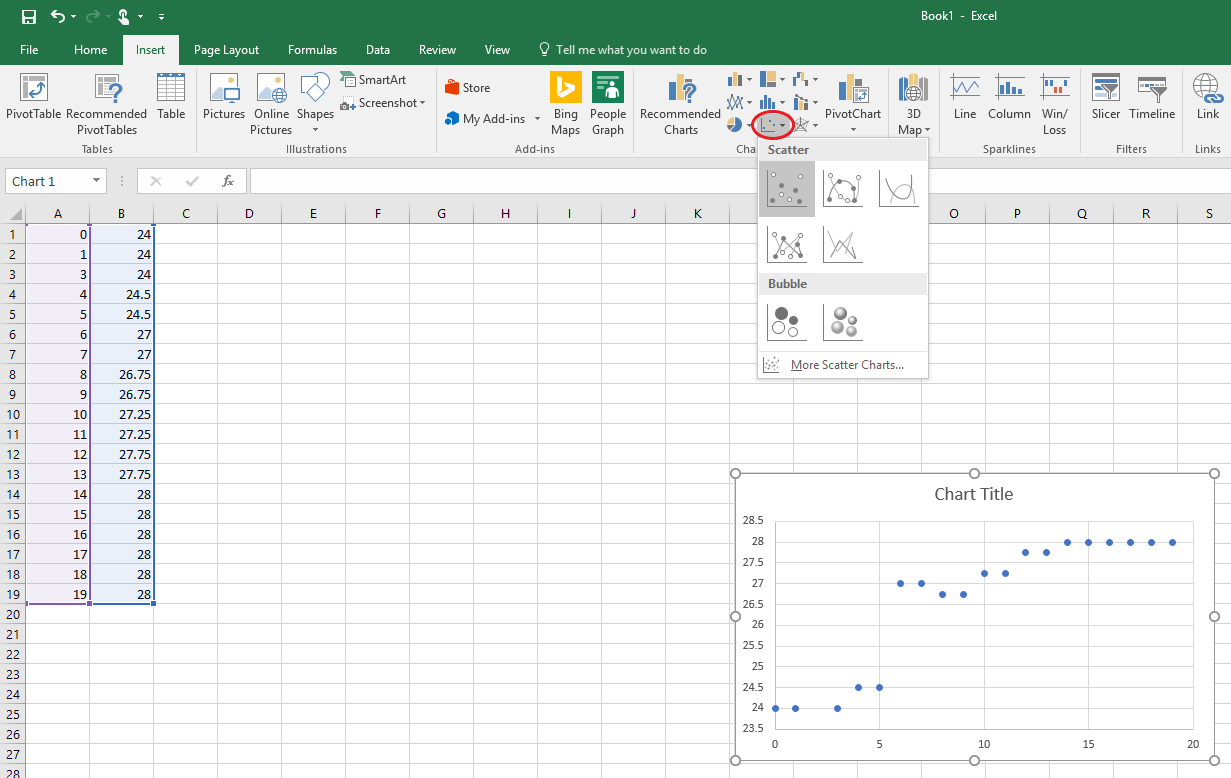 Book1 - Excel
File Home Insert Page Layout Formulas Data Review View Tell me what you want to do
PivotTable
commended
PivotTables
Table
Tables
Pictures
Online
Pictures
Shapes
SmartArt
Screenshot
Illustrations
Store
My Add-ins
Bing
Maps
People
Graph
Add-ins
Recommended
Charts
PivotChart
Cha
3D
Map
Line
Column
Win/
Loss
Sparklines
Slicer
Timeline
Filters
Link
Links
Scatter
Bubble
More Scatter Charts...
Chart 1
fx
A B C D E F G H I J K O P Q R S
1 0 24
2 1 24
3 3 24
4 4 24.5
5 5 24.5
6 6 27
7 7 27
8 8 26.75
9 9 26.75
10 10 27.25
11 11 27.25
12 12 27.75
13 13 27.75
14 14 28
15 15 28
16 16 28
17 17 28
18 18 28
19 19 28
20
21
22
23
24
25
26
27
28
Chart Title
28.5
28
27.5
27
26.5
26
25.5
25
24.5
24
23.5
0 5 10 15 20